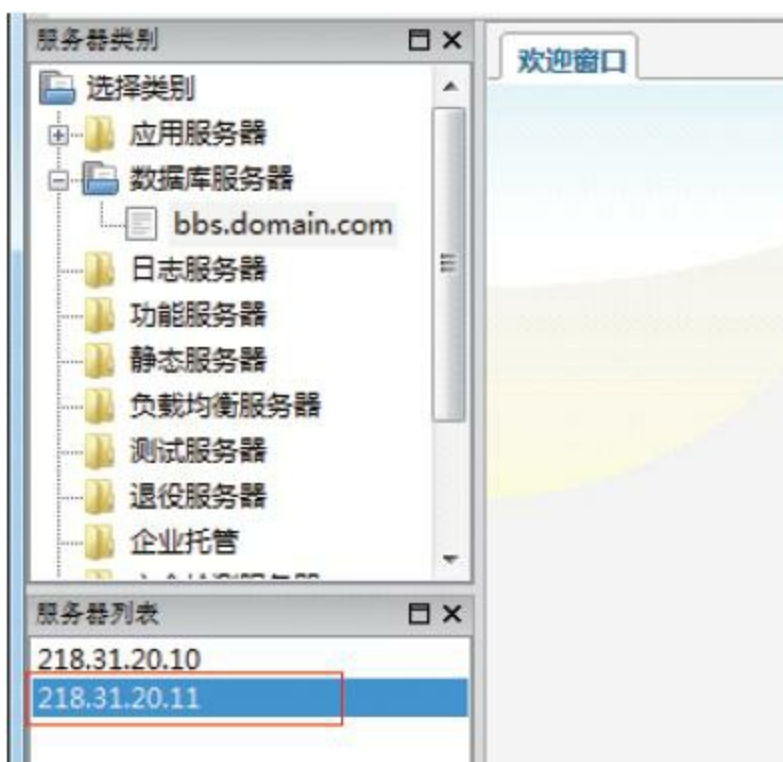 服务器类别
欢迎窗口
选择类别
应用服务器
数据库服务器
bbs.domain.com
日志服务器
功能服务器
静态服务器
负载均衡服务器
测试服务器
退役服务器
企业托管
服务器列表
218.31.20.10
218.31.20.11